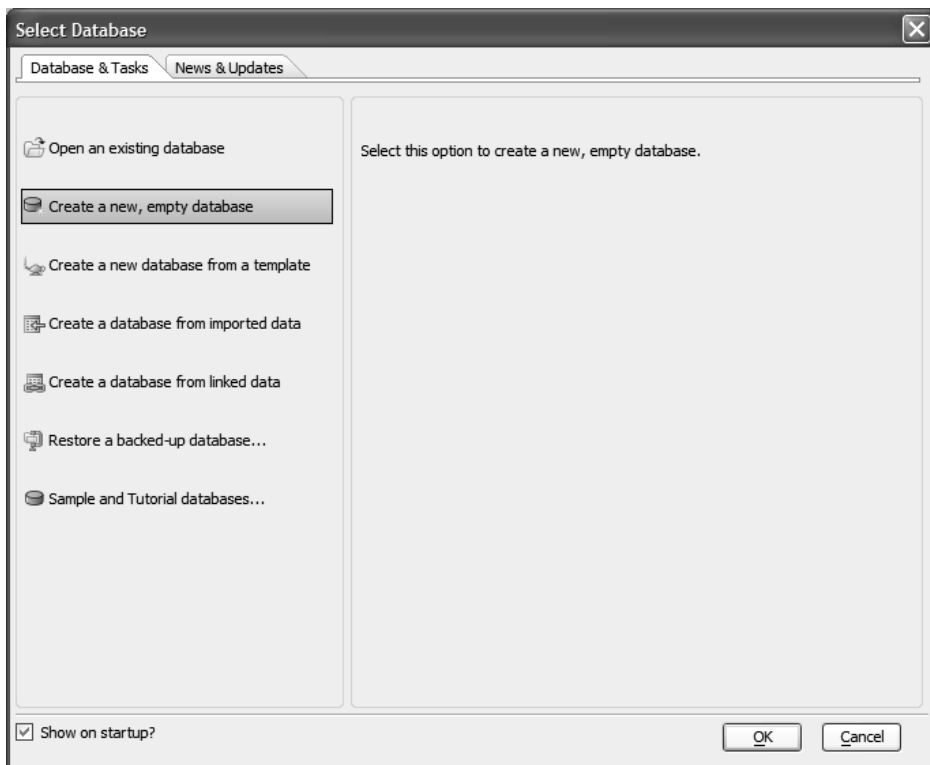 Select Database
Database & Tasks News & Updates
Open an existing database
Select this option to create a new, empty database.
Create a new, empty database
Create a new database from a template
Create a database from imported data
Create a database from linked data
Restore a backed-up database...
Sample and Tutorial databases...
Show on startup?
OK Cancel